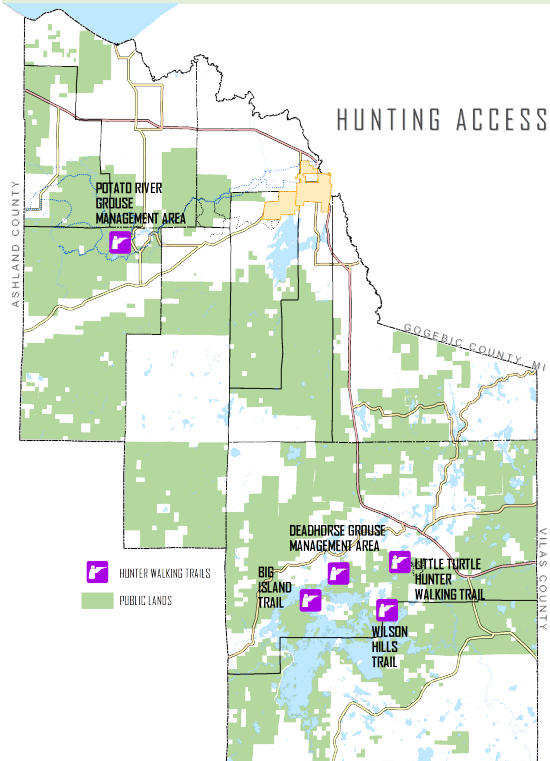 HUNTING ACCESS
POTATO RIVER
GROUSE
MANAGEMENT AREA
ASHLAND COUNTY
GOGEBIC COUNTY, MI
DEADHORSE GROUSE
MANAGEMENT AREA
VILAS COUNTY
BIG
ISLAND
TRAIL
LITTLE TURTLE
HUNTER
WALKING TRAIL
HUNTER WALKING TRAILS
PUBLIC LANDS
WILSON
HILLS
TRAIL